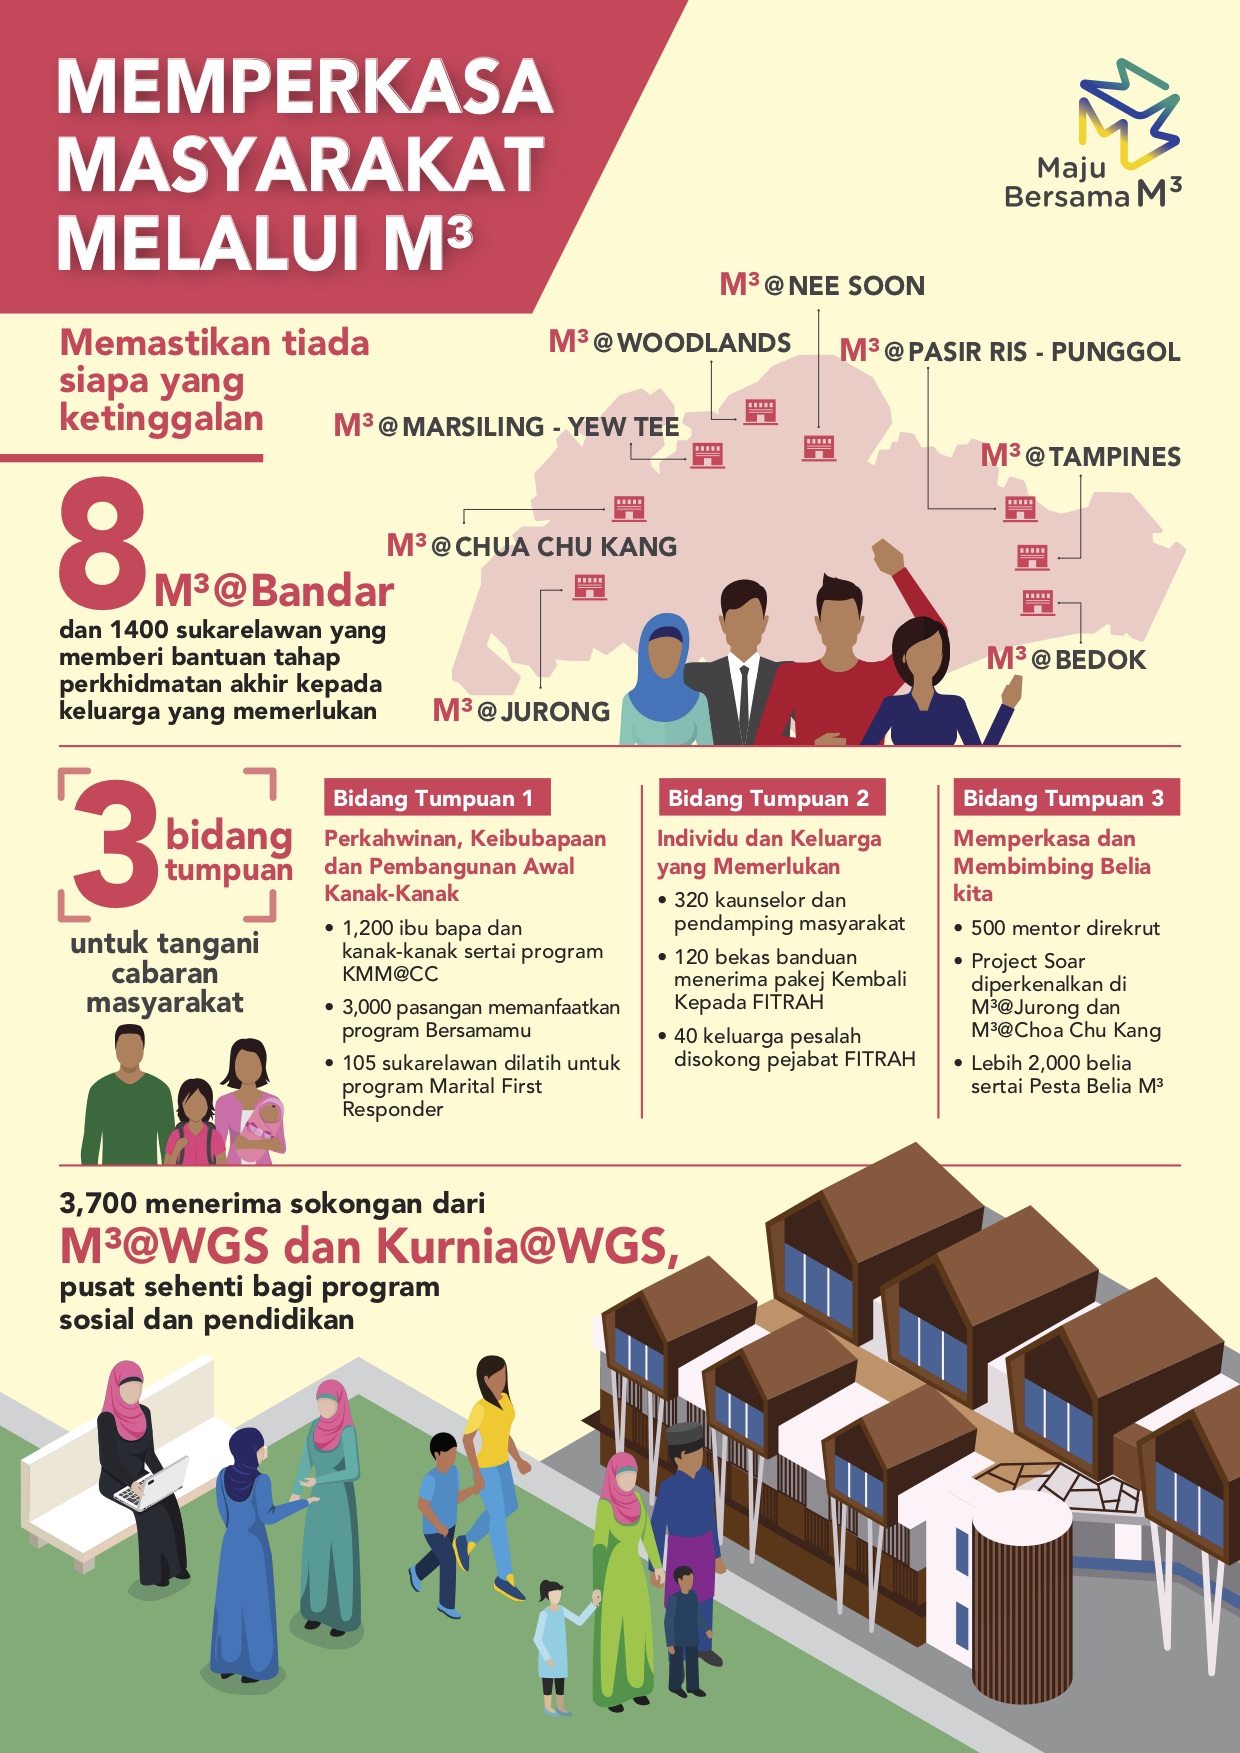 MEMPERKASA
MASYARAKAT
MELALUI M³
Maju
Bersama M³
Memastikan tiada
siapa yang
ketinggalan
M³@NEE SOON
M³@WOODLANDS
M³@PASIR RIS - PUNGGOL
M³@MARSILING - YEW TEE
M³@TAMPINES
M³@CHUA CHU KANG
M³@BEDOK
M³@JURONG
8
M³@Bandar
dan 1400 sukarelawan yang
memberi bantuan tahap
perkhidmatan akhir kepada
keluarga yang memerlukan
3
bidang
tumpuan
untuk tangani
cabaran
masyarakat
Bidang Tumpuan 1
Perkahwinan, Keibubapaan
dan Pembangunan Awal
Kanak-Kanak
• 1,200 ibu bapa dan
kanak-kanak sertai program
KMM@CC
• 3,000 pasangan memanfaatkan
program Bersamamu
• 105 sukarelawan dilatih untuk
program Marital First
Responder
Bidang Tumpuan 2
Individu dan Keluarga
yang Memerlukan
• 320 kaunselor dan
pendamping masyarakat
• 120 bekas banduan
menerima pakej Kembali
Kepada FITRAH
• 40 keluarga pesalah
disokong pejabat FITRAH
Bidang Tumpuan 3
Memperkasa dan
Membimbing Belia
kita
• 500 mentor direkrut
• Project Soar
diperkenalkan di
M³@Jurong dan
M³@Choa Chu Kang
• Lebih 2,000 belia
sertai Pesta Belia M³
3,700 menerima sokongan dari
M³@WGS dan Kurnia@WGS,
pusat sehenti bagi program
sosial dan pendidikan